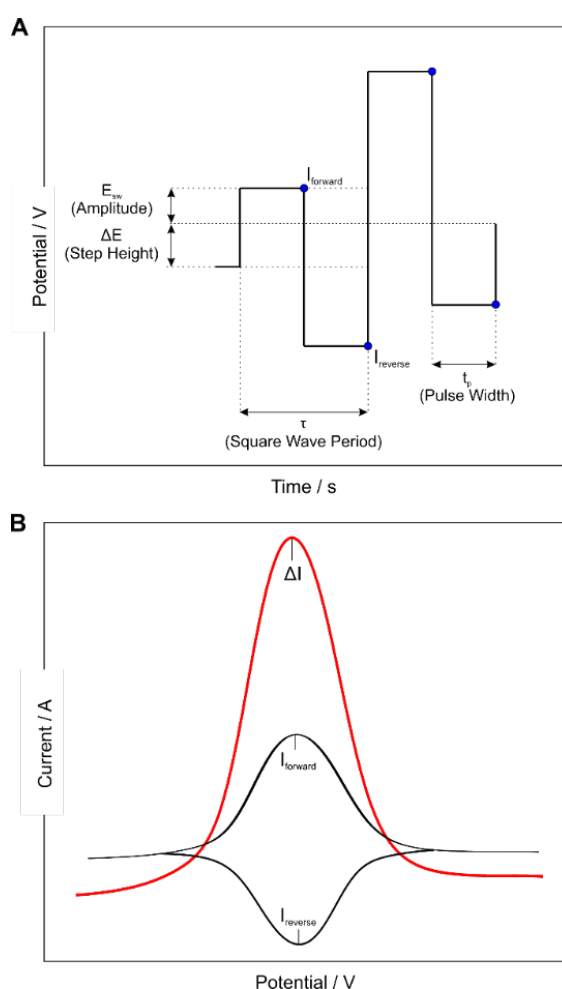 A
Potential / V
E_sw
(Amplitude)
ΔE
(Step Height)
I_forward
I_reverse
t_p
(Pulse Width)
τ
(Square Wave Period)
Time / s
B
Current / A
ΔI
I_forward
I_reverse
Potential / V